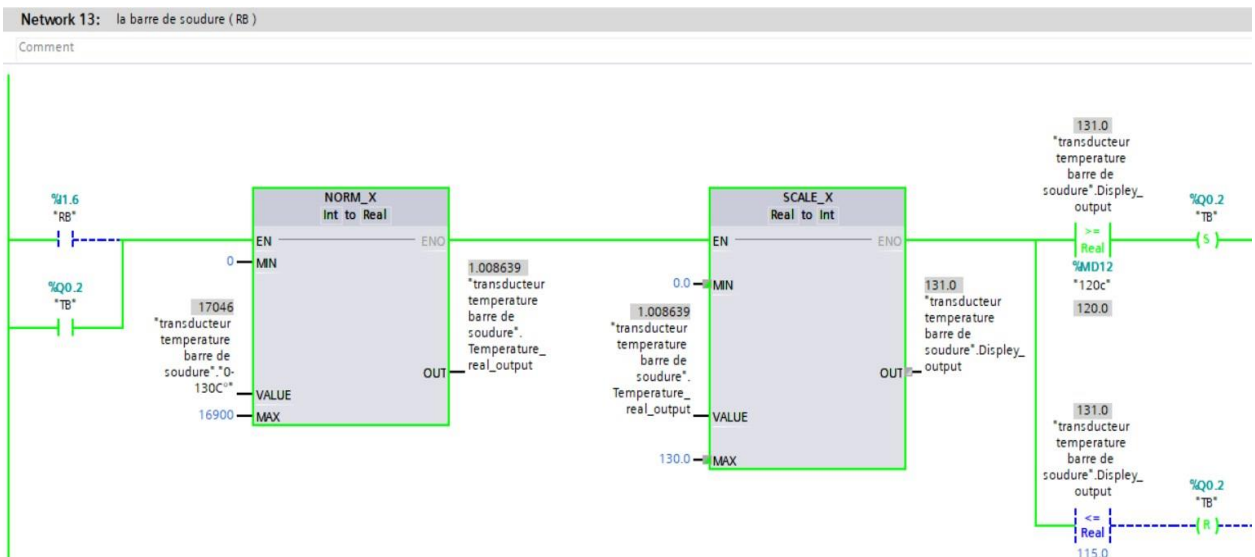 Network 13: la barre de soudure ( RB )
Comment
%I1.6
"RB"
%Q0.2
"TB"
NORM_X
Int to Real
EN
ENO
0
MIN
17046
"transducteur
temperature
barre de
soudure"."0-
130C°"
VALUE
16900
MAX
1.008639
"transducteur
temperature
barre de
soudure".
Temperature_
real_output
OUT
SCALE_X
Real to Int
EN
ENO
0.0
MIN
1.008639
"transducteur
temperature
barre de
soudure".
Temperature_
real_output
VALUE
130.0
MAX
131.0
"transducteur
temperature
barre de
soudure".Displey_
output
OUT
131.0
"transducteur
temperature
barre de
soudure".Displey_
output
>=
Real
%MD12
"120c"
120.0
%Q0.2
"TB"
S
131.0
"transducteur
temperature
barre de
soudure".Displey_
output
<=
Real
115.0
%Q0.2
"TB"
R